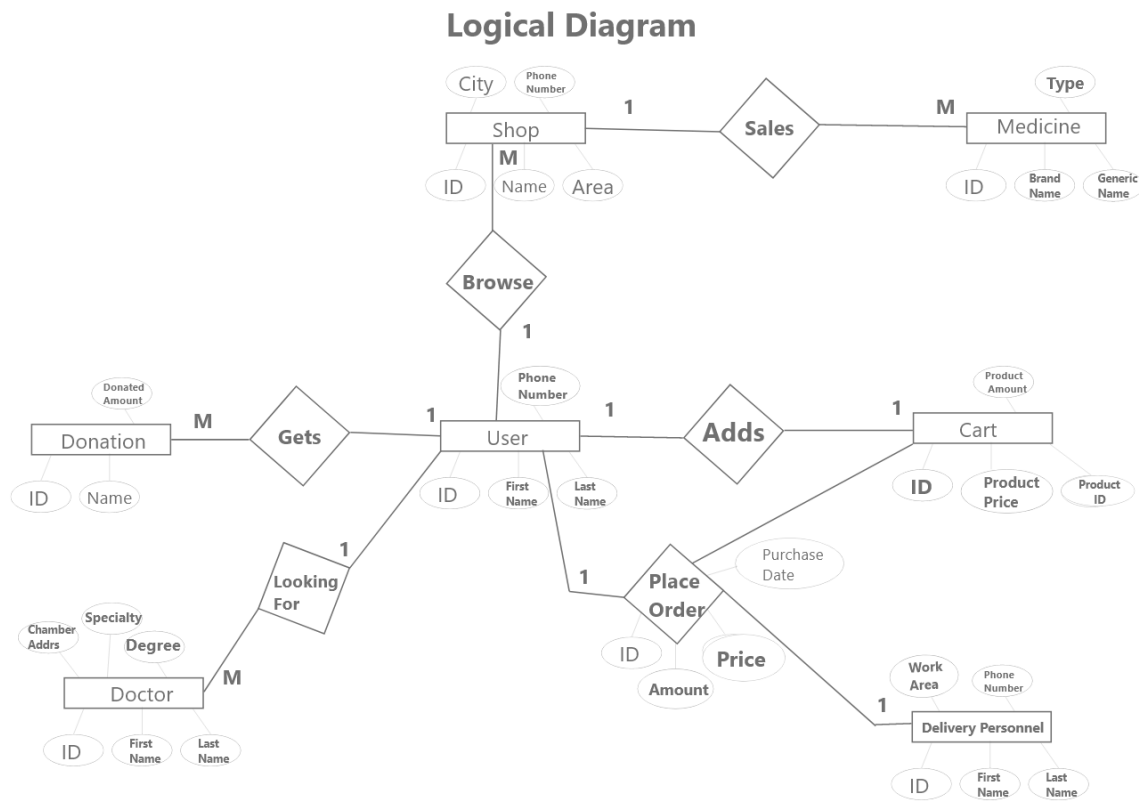 Logical Diagram
City
Phone
Number
Type
1
M
Shop
Sales
Medicine
M
ID
Name
Area
ID
Brand
Name
Generic
Name
Browse
1
Phone
Number
Donated
Amount
Product
Amount
M
1
1
1
Donation
Gets
User
Adds
Cart
ID
Name
ID
First
Name
Last
Name
ID
Product
Price
Product
ID
1
Looking
For
1
Place
Order
Purchase
Date
Chamber
Addrs
Specialty
Degree
ID
Price
Amount
M
Doctor
Work
Area
Phone
Number
1
Delivery Personnel
ID
First
Name
Last
Name
ID
First
Name
Last
Name